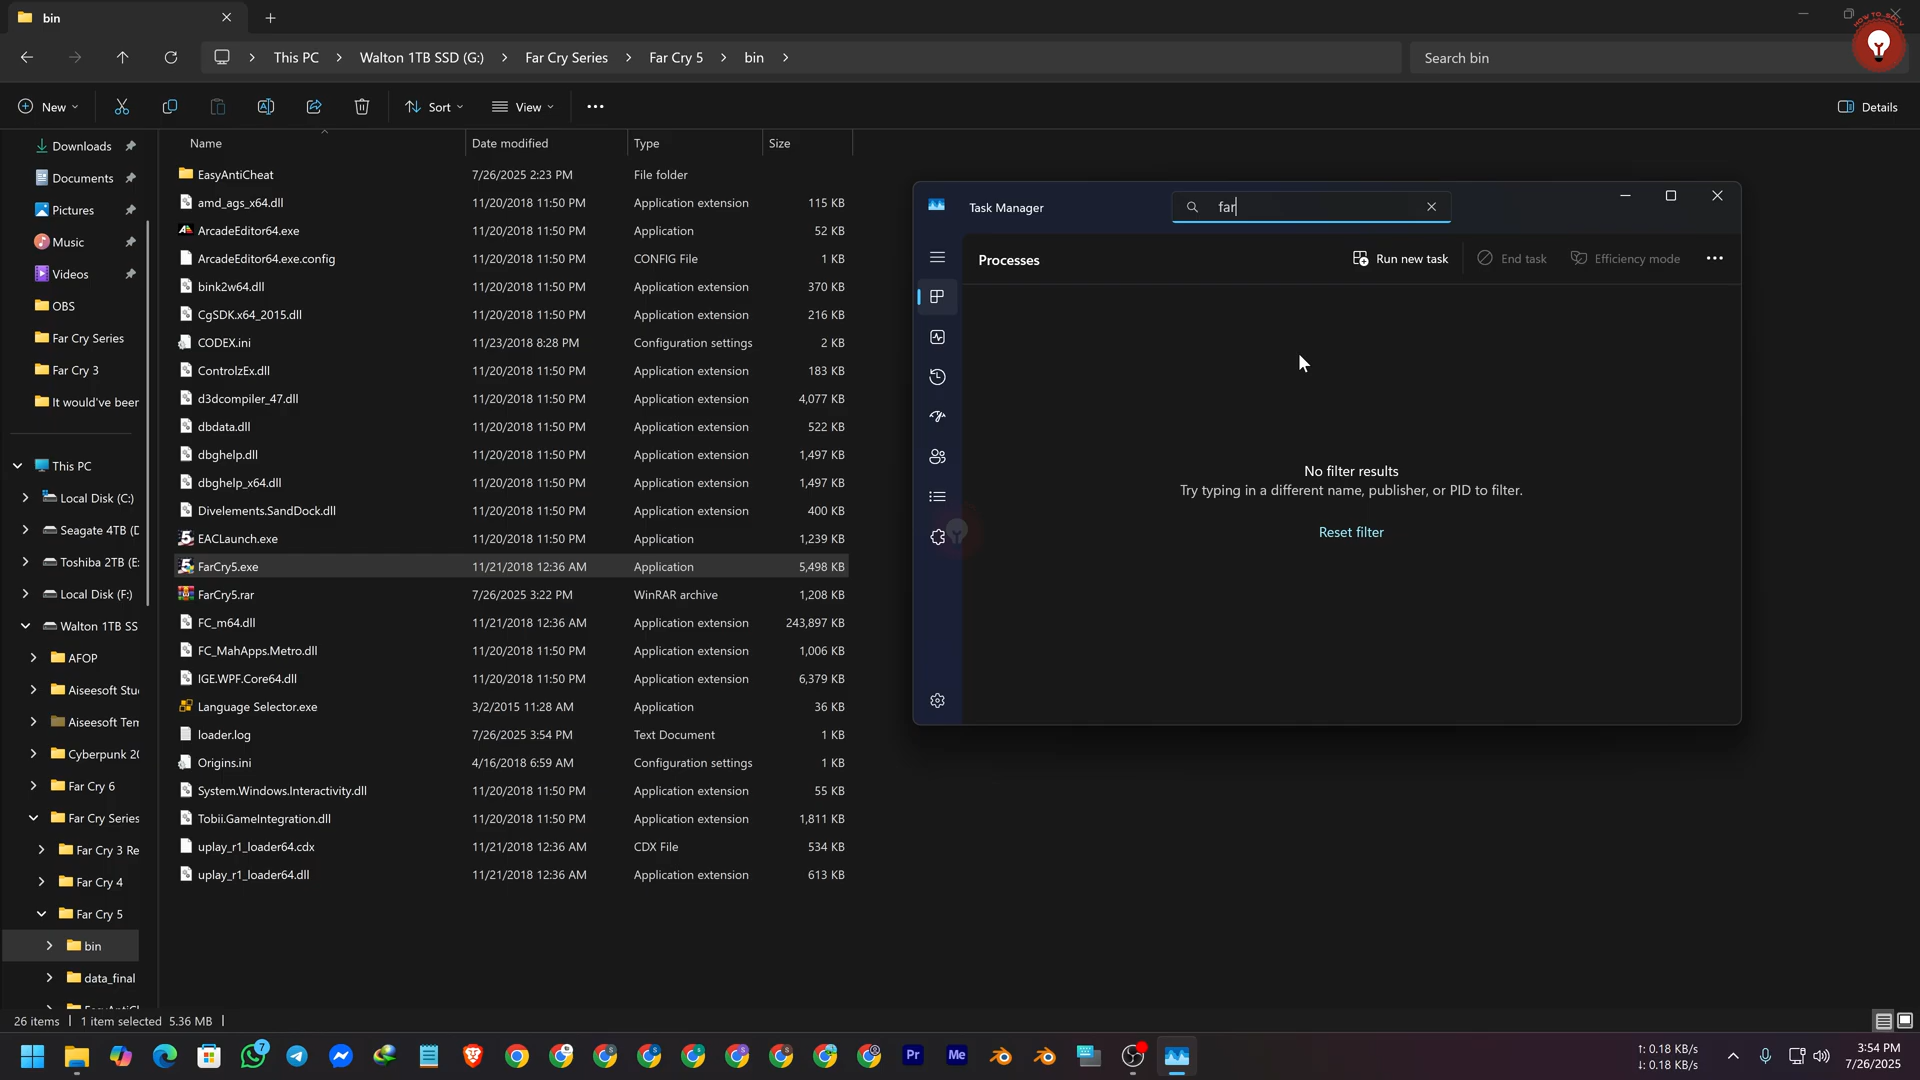 bin
This PC
Walton 1TB SSD (G:)
Far Cry Series
Far Cry 5
bin
Search bin
New
Sort
View
Details
Downloads
Documents
Pictures
Music
Videos
OBS
Far Cry Series
Far Cry 3
It would've beer
This PC
Local Disk (C:)
Seagate 4TB (D
Toshiba 2TB (E:
Local Disk (F:)
Walton 1TB SS
AFOP
Aiseesoft Stu
Aiseesoft Tem
Cyberpunk 20
Far Cry 6
Far Cry Series
Far Cry 3 Re
Far Cry 4
Far Cry 5
bin
data_final
Name Date modified Type Size
EasyAntiCheat 7/26/2025 2:23 PM File folder
amd_ags_x64.dll 11/20/2018 11:50 PM Application extension 115 KB
ArcadeEditor64.exe 11/20/2018 11:50 PM Application 52 KB
ArcadeEditor64.exe.config 11/20/2018 11:50 PM CONFIG File 1 KB
bink2w64.dll 11/20/2018 11:50 PM Application extension 370 KB
CgSDK.x64_2015.dll 11/20/2018 11:50 PM Application extension 216 KB
CODEX.ini 11/23/2018 8:28 PM Configuration settings 2 KB
ControlzEx.dll 11/20/2018 11:50 PM Application extension 183 KB
d3dcompiler_47.dll 11/20/2018 11:50 PM Application extension 4,077 KB
dbdata.dll 11/20/2018 11:50 PM Application extension 522 KB
dbghelp.dll 11/20/2018 11:50 PM Application extension 1,497 KB
dbghelp_x64.dll 11/20/2018 11:50 PM Application extension 1,497 KB
Divelements.SandDock.dll 11/20/2018 11:50 PM Application extension 400 KB
EACLaunch.exe 11/20/2018 11:50 PM Application 1,239 KB
FarCry5.exe 11/21/2018 12:36 AM Application 5,498 KB
FarCry5.rar 7/26/2025 3:22 PM WinRAR archive 1,208 KB
FC_m64.dll 11/21/2018 12:36 AM Application extension 243,897 KB
FC_MahApps.Metro.dll 11/20/2018 11:50 PM Application extension 1,006 KB
IGE.WPF.Core64.dll 11/20/2018 11:50 PM Application extension 6,379 KB
Language Selector.exe 3/2/2015 11:28 AM Application 36 KB
loader.log 7/26/2025 3:54 PM Text Document 1 KB
Origins.ini 4/16/2018 6:59 AM Configuration settings 1 KB
System.Windows.Interactivity.dll 11/20/2018 11:50 PM Application extension 55 KB
Tobii.GameIntegration.dll 11/20/2018 11:50 PM Application extension 1,811 KB
uplay_r1_loader64.cdx 11/21/2018 12:36 AM CDX File 534 KB
uplay_r1_loader64.dll 11/21/2018 12:36 AM Application extension 613 KB
Task Manager
far
Processes
Run new task
End task
Efficiency mode
No filter results
Try typing in a different name, publisher, or PID to filter.
Reset filter
26 items 1 item selected 5.36 MB
7
Pr
Me
↑: 0.18 KB/s
↓: 0.18 KB/s
3:54 PM
7/26/2025